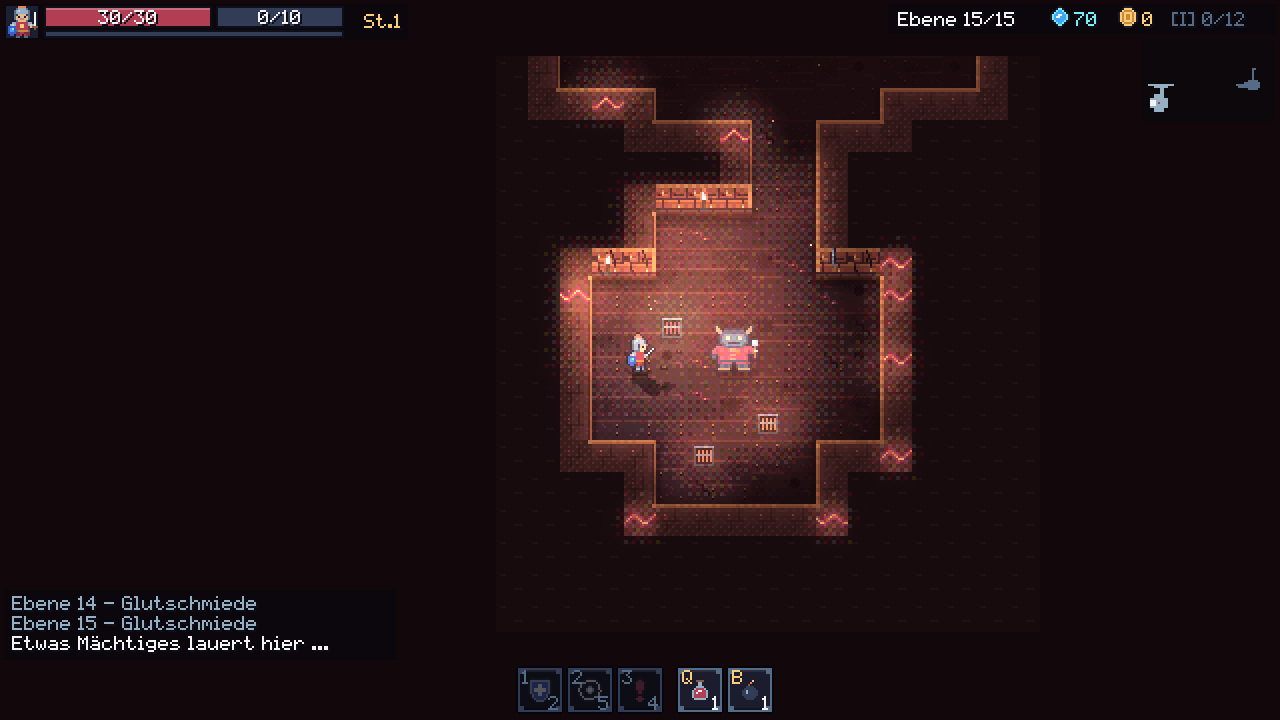 30/30
0/10
St.1
Ebene 15/15
70
0
[I] 0/12
Ebene 14 – Glutschmiede
Ebene 15 – Glutschmiede
Etwas Mächtiges lauert hier ...
1 2
2 5
3 4
Q 1
B 1